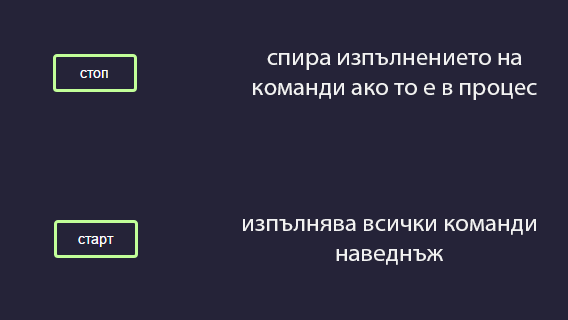 стоп
спира изпълнението на
команди ако то е в процес
старт
изпълнява всички команди
наведнъж